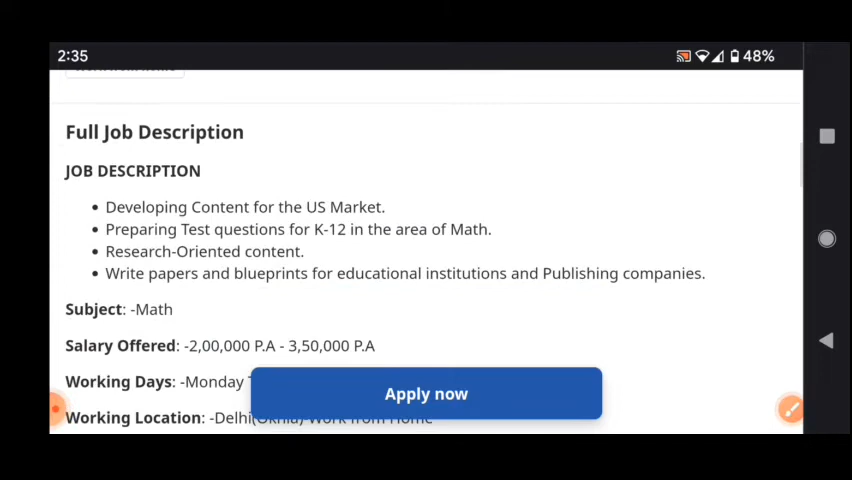 2:35
48%
Full Job Description
JOB DESCRIPTION
• Developing Content for the US Market.
• Preparing Test questions for K-12 in the area of Math.
• Research-Oriented content.
• Write papers and blueprints for educational institutions and Publishing companies.
Subject: -Math
Salary Offered: -2,00,000 P.A - 3,50,000 P.A
Working Days: -Monday
Apply now
Working Location: -Delhi(Okhla) Work from Home